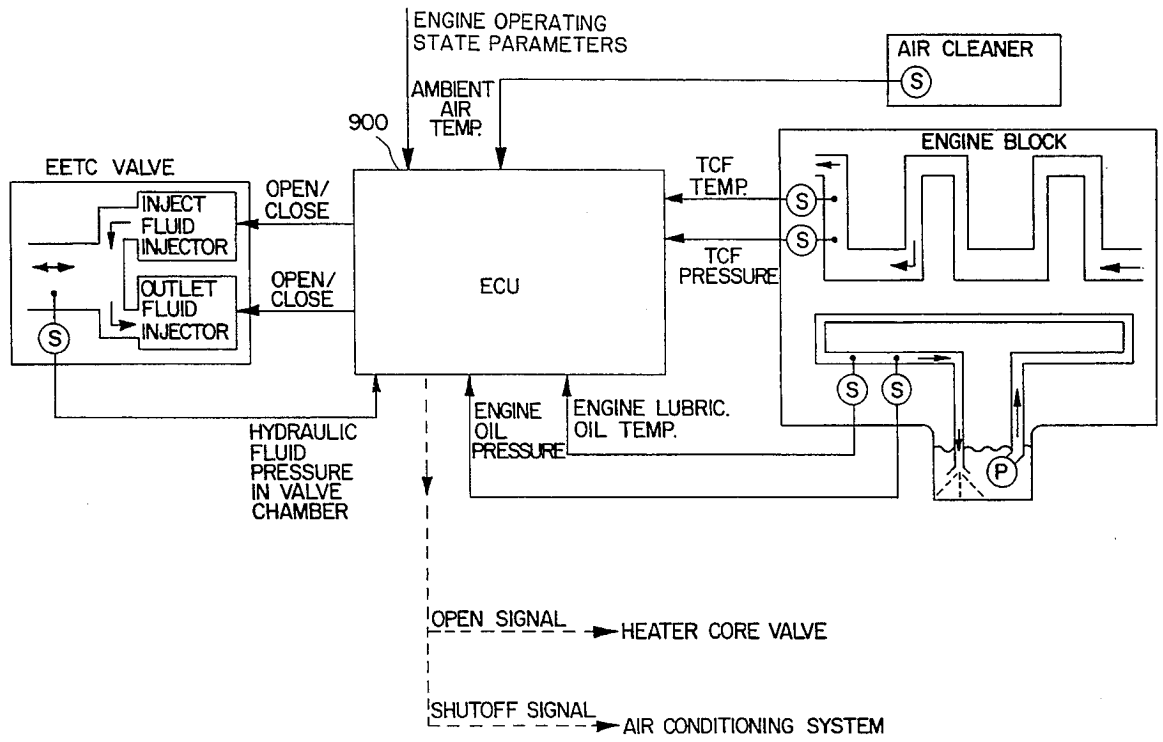 ENGINE OPERATING
STATE PARAMETERS
AIR CLEANER
S
AMBIENT
AIR
TEMP.
900
ENGINE BLOCK
EETC VALVE
OPEN/
CLOSE
INJECT
FLUID
INJECTOR
TCF
TEMP.
S
S
TCF
PRESSURE
ECU
OPEN/
CLOSE
OUTLET
FLUID
INJECTOR
S
S
S
ENGINE
OIL
PRESSURE
ENGINE LUBRIC.
OIL TEMP.
HYDRAULIC
FLUID
PRESSURE
IN VALVE
CHAMBER
P
OPEN SIGNAL
HEATER CORE VALVE
SHUTOFF SIGNAL
AIR CONDITIONING SYSTEM